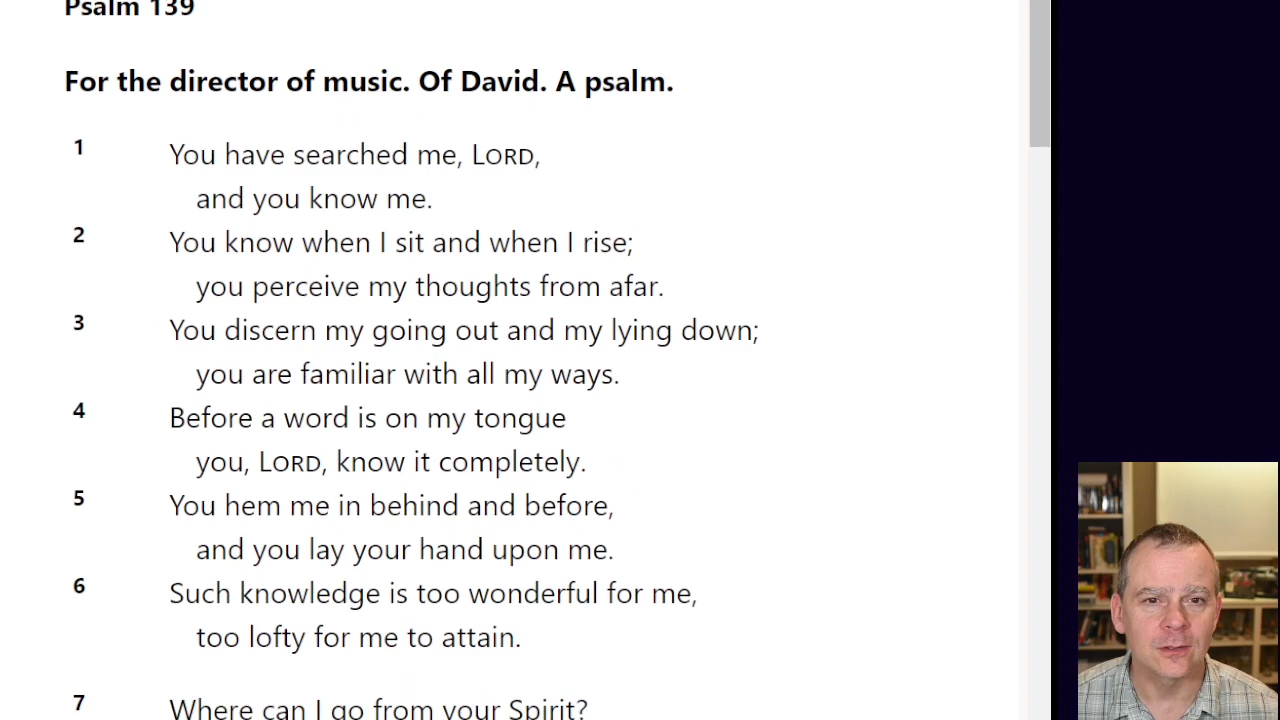 Psalm 139
For the director of music. Of David. A psalm.
1 You have searched me, LORD,
and you know me.
2 You know when I sit and when I rise;
you perceive my thoughts from afar.
3 You discern my going out and my lying down;
you are familiar with all my ways.
4 Before a word is on my tongue
you, LORD, know it completely.
5 You hem me in behind and before,
and you lay your hand upon me.
6 Such knowledge is too wonderful for me,
too lofty for me to attain.
7 Where can I go from your Spirit?